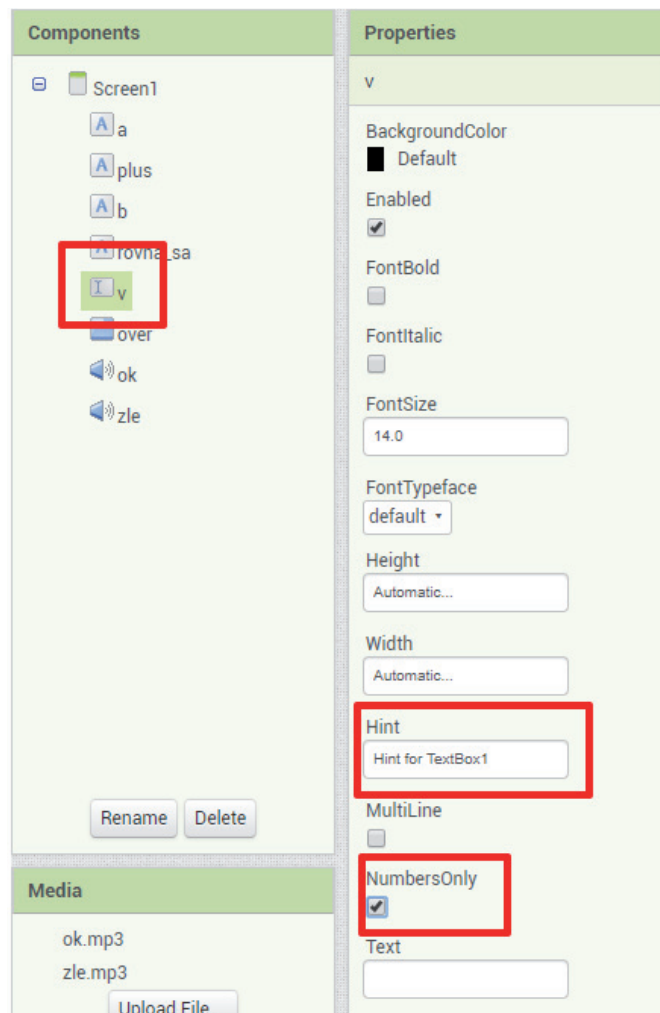 Components
Screen1
A a
A plus
A b
A rovna_sa
v
over
ok
zle
Rename Delete
Media
ok.mp3
zle.mp3
Upload File ...
Properties
v
BackgroundColor
Default
Enabled
FontBold
FontItalic
FontSize
14.0
FontTypeface
default
Height
Automatic...
Width
Automatic...
Hint
Hint for TextBox1
MultiLine
NumbersOnly
Text